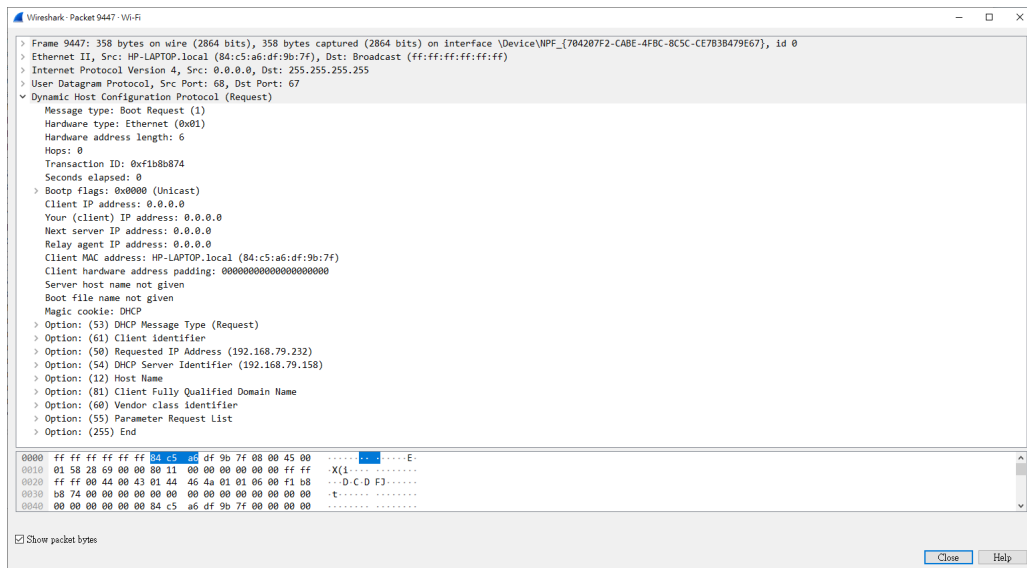 Wireshark · Packet 9447 · Wi-Fi
> Frame 9447: 358 bytes on wire (2864 bits), 358 bytes captured (2864 bits) on interface \Device\NPF_{704207F2-CABE-4FBC-8C5C-CE7B3B479E67}, id 0
> Ethernet II, Src: HP-LAPTOP.local (84:c5:a6:df:9b:7f), Dst: Broadcast (ff:ff:ff:ff:ff:ff)
> Internet Protocol Version 4, Src: 0.0.0.0, Dst: 255.255.255.255
> User Datagram Protocol, Src Port: 68, Dst Port: 67
Dynamic Host Configuration Protocol (Request)
Message type: Boot Request (1)
Hardware type: Ethernet (0x01)
Hardware address length: 6
Hops: 0
Transaction ID: 0xf1b8b874
Seconds elapsed: 0
> Bootp flags: 0x0000 (Unicast)
Client IP address: 0.0.0.0
Your (client) IP address: 0.0.0.0
Next server IP address: 0.0.0.0
Relay agent IP address: 0.0.0.0
Client MAC address: HP-LAPTOP.local (84:c5:a6:df:9b:7f)
Client hardware address padding: 00000000000000000000
Server host name not given
Boot file name not given
Magic cookie: DHCP
> Option: (53) DHCP Message Type (Request)
> Option: (61) Client identifier
> Option: (50) Requested IP Address (192.168.79.232)
> Option: (54) DHCP Server Identifier (192.168.79.158)
> Option: (12) Host Name
> Option: (81) Client Fully Qualified Domain Name
> Option: (60) Vendor class identifier
> Option: (55) Parameter Request List
> Option: (255) End
0000 ff ff ff ff ff ff 84 c5 a6 df 9b 7f 08 00 45 00 ··············E·
0010 01 58 28 69 00 00 80 11 00 00 00 00 00 00 ff ff ·X(i············
0020 ff ff 00 44 00 43 01 44 46 4a 01 01 06 00 f1 b8 ···D·C·D FJ······
0030 b8 74 00 00 00 00 00 00 00 00 00 00 00 00 00 00 ·t··············
0040 00 00 00 00 00 00 84 c5 a6 df 9b 7f 00 00 00 00 ················
Show packet bytes
Close Help